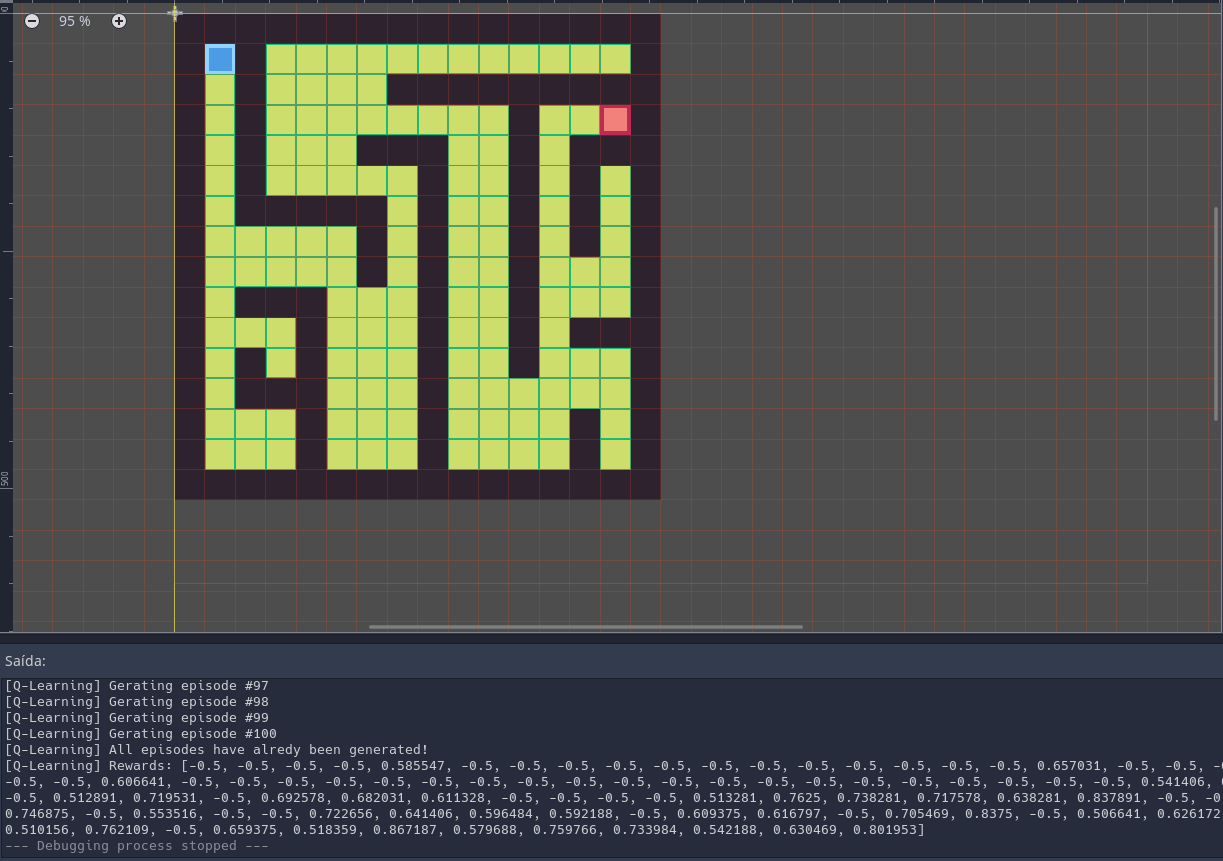 95 %
500
Saída:
[Q-Learning] Gerating episode #97
[Q-Learning] Gerating episode #98
[Q-Learning] Gerating episode #99
[Q-Learning] Gerating episode #100
[Q-Learning] All episodes have alredy been generated!
[Q-Learning] Rewards: [-0.5, -0.5, -0.5, -0.5, 0.585547, -0.5, -0.5, -0.5, -0.5, -0.5, -0.5, -0.5, -0.5, -0.5, -0.5, -0.5, 0.657031, -0.5, -0.5, -0.5,
-0.5, -0.5, 0.606641, -0.5, -0.5, -0.5, -0.5, -0.5, -0.5, -0.5, -0.5, -0.5, -0.5, -0.5, -0.5, -0.5, -0.5, -0.5, -0.5, -0.5, 0.541406,
-0.5, 0.512891, 0.719531, -0.5, 0.692578, 0.682031, 0.611328, -0.5, -0.5, -0.5, -0.5, 0.513281, 0.7625, 0.738281, 0.717578, 0.638281, 0.837891, -0.5,
0.746875, -0.5, 0.553516, -0.5, -0.5, 0.722656, 0.641406, 0.596484, 0.592188, -0.5, 0.609375, 0.616797, -0.5, 0.705469, 0.8375, -0.5, 0.506641, 0.626172
0.510156, 0.762109, -0.5, 0.659375, 0.518359, 0.867187, 0.579688, 0.759766, 0.733984, 0.542188, 0.630469, 0.801953]
--- Debugging process stopped ---